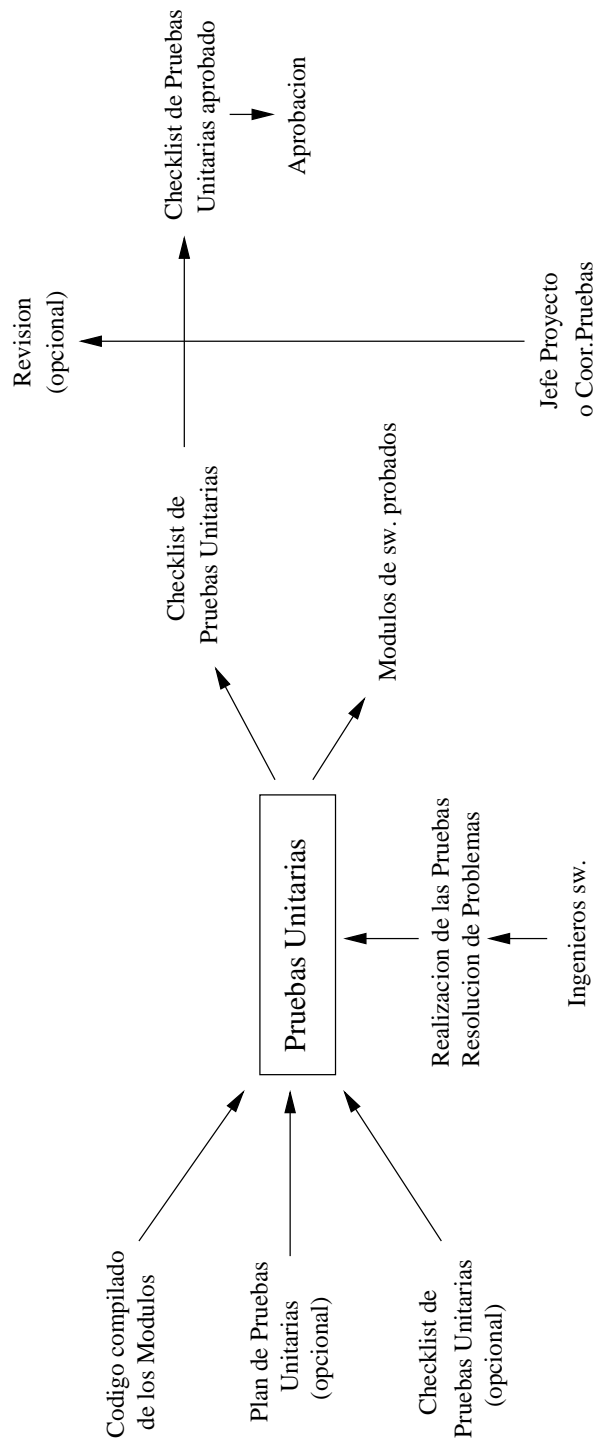 Codigo compilado
de los Modulos
Plan de Pruebas
Unitarias
(opcional)
Checklist de
Pruebas Unitarias
(opcional)
Pruebas Unitarias
Realizacion de las Pruebas
Resolucion de Problemas
Ingenieros sw.
Checklist de
Pruebas Unitarias
Modulos de sw. probados
Revision
(opcional)
Jefe Proyecto
o Coor.Pruebas
Checklist de Pruebas
Unitarias aprobado
Aprobacion